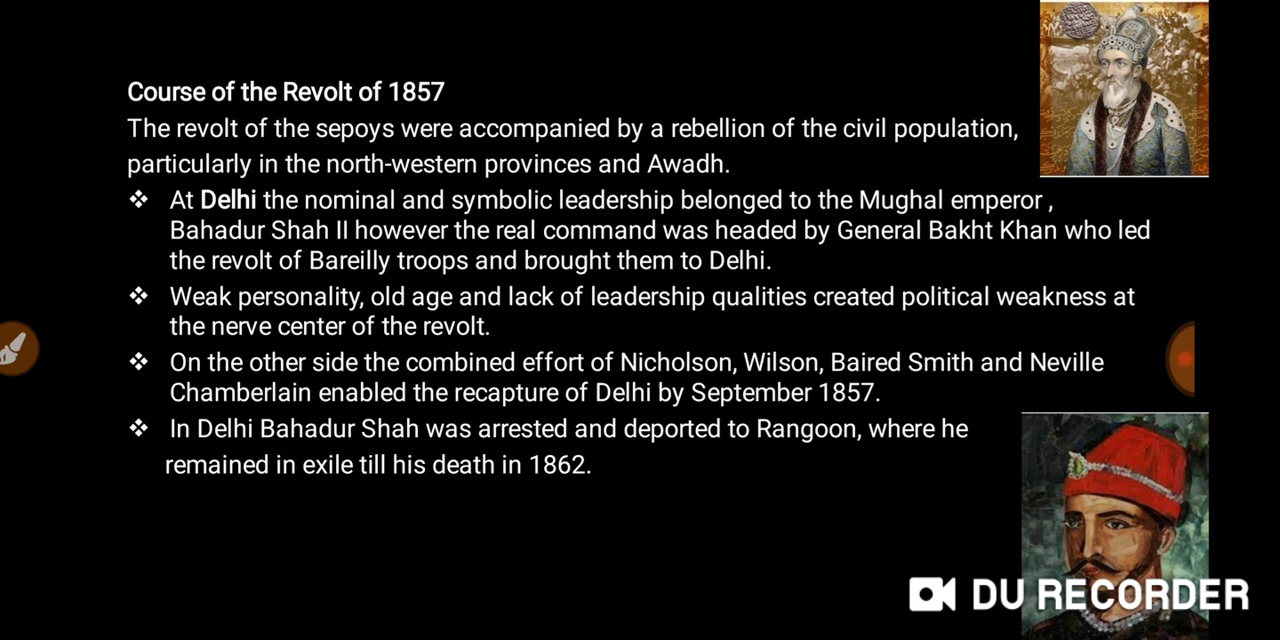 Course of the Revolt of 1857
The revolt of the sepoys were accompanied by a rebellion of the civil population,
particularly in the north-western provinces and Awadh.
❖ At Delhi the nominal and symbolic leadership belonged to the Mughal emperor ,
Bahadur Shah II however the real command was headed by General Bakht Khan who led
the revolt of Bareilly troops and brought them to Delhi.
❖ Weak personality, old age and lack of leadership qualities created political weakness at
the nerve center of the revolt.
❖ On the other side the combined effort of Nicholson, Wilson, Baired Smith and Neville
Chamberlain enabled the recapture of Delhi by September 1857.
❖ In Delhi Bahadur Shah was arrested and deported to Rangoon, where he
remained in exile till his death in 1862.
DU RECORDER